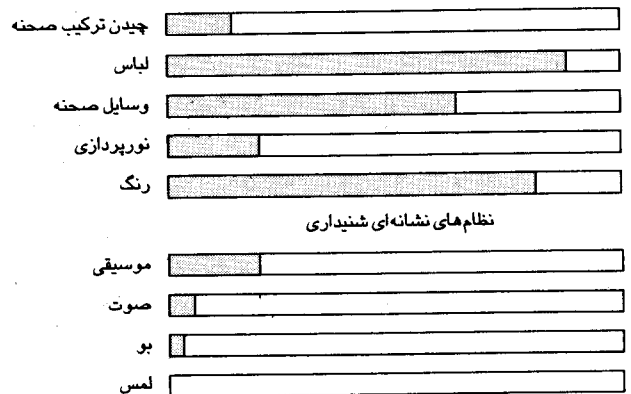 چیدن ترکیب صحنه
لباس
وسایل صحنه
نورپردازی
رنگ
نظام‌های نشانه‌ای شنیداری
موسیقی
صوت
بو
لمس